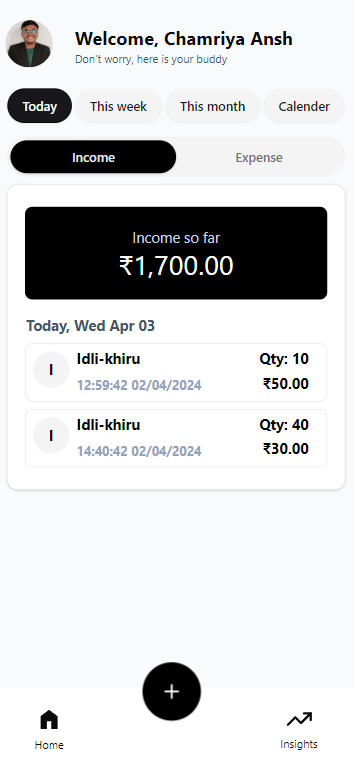 Welcome, Chamriya Ansh
Don't worry, here is your buddy
Today This week This month Calender
Income Expense
Income so far
₹1,700.00
Today, Wed Apr 03
I
Idli-khiru Qty: 10
12:59:42 02/04/2024 ₹50.00
I
Idli-khiru Qty: 40
14:40:42 02/04/2024 ₹30.00
+
Home Insights